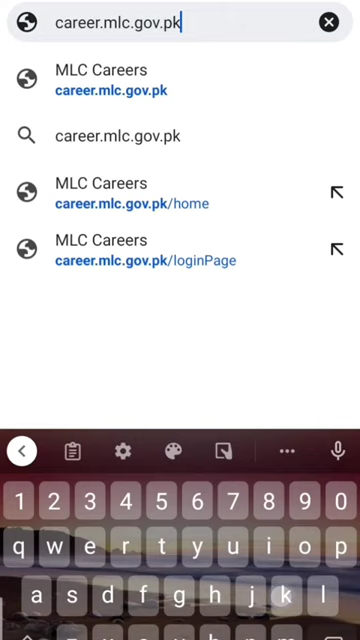 career.mlc.gov.pk
MLC Careers
career.mlc.gov.pk
career.mlc.gov.pk
MLC Careers
career.mlc.gov.pk/home
MLC Careers
career.mlc.gov.pk/loginPage
1 2 3 4 5 6 7 8 9 0
q w e r t y u i o p
a s d f g h j k l